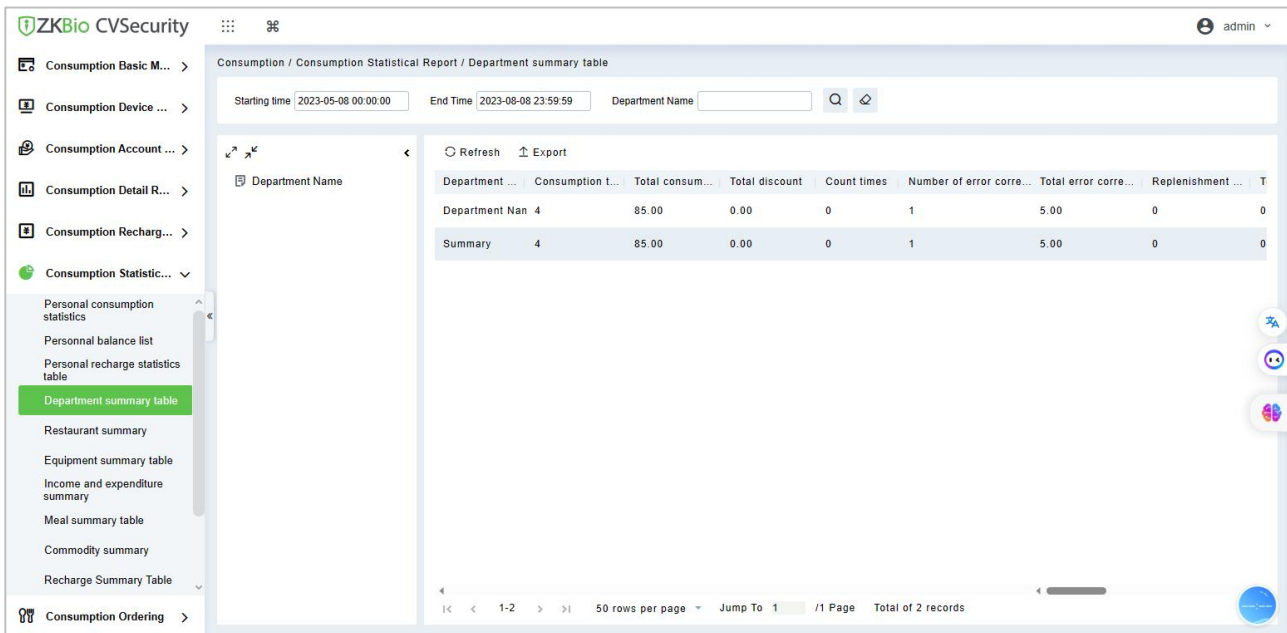 ZKBio CVSecurity
admin
Consumption Basic M...
Consumption Device ...
Consumption Account ...
Consumption Detail R...
Consumption Recharg...
Consumption Statistic...
Personal consumption
statistics
Personnal balance list
Personal recharge statistics
table
Department summary table
Restaurant summary
Equipment summary table
Income and expenditure
summary
Meal summary table
Commodity summary
Recharge Summary Table
Consumption Ordering
Consumption / Consumption Statistical Report / Department summary table
Starting time 2023-05-08 00:00:00 End Time 2023-08-08 23:59:59 Department Name
Department Name
Refresh Export
Department ... Consumption t... Total consum... Total discount Count times Number of error corre... Total error corre... Replenishment ... T
Department Nan 4 85.00 0.00 0 1 5.00 0 0
Summary 4 85.00 0.00 0 1 5.00 0 0
1-2 50 rows per page Jump To 1 /1 Page Total of 2 records